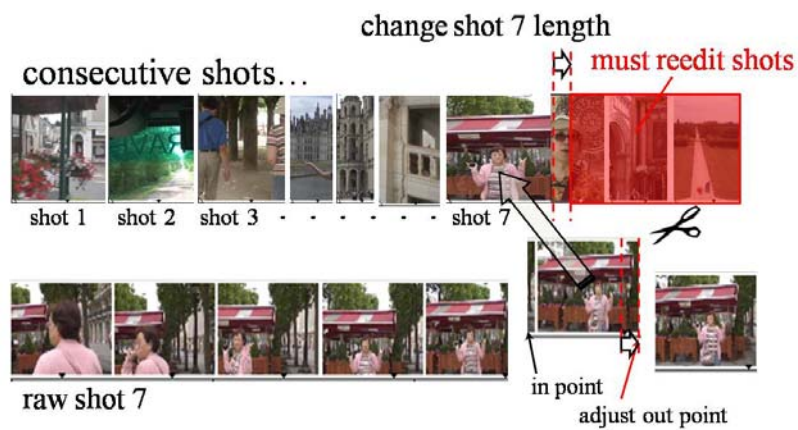 change shot 7 length
consecutive shots...
must reedit shots
shot 1 shot 2 shot 3 - - - - - - shot 7
in point
raw shot 7
adjust out point